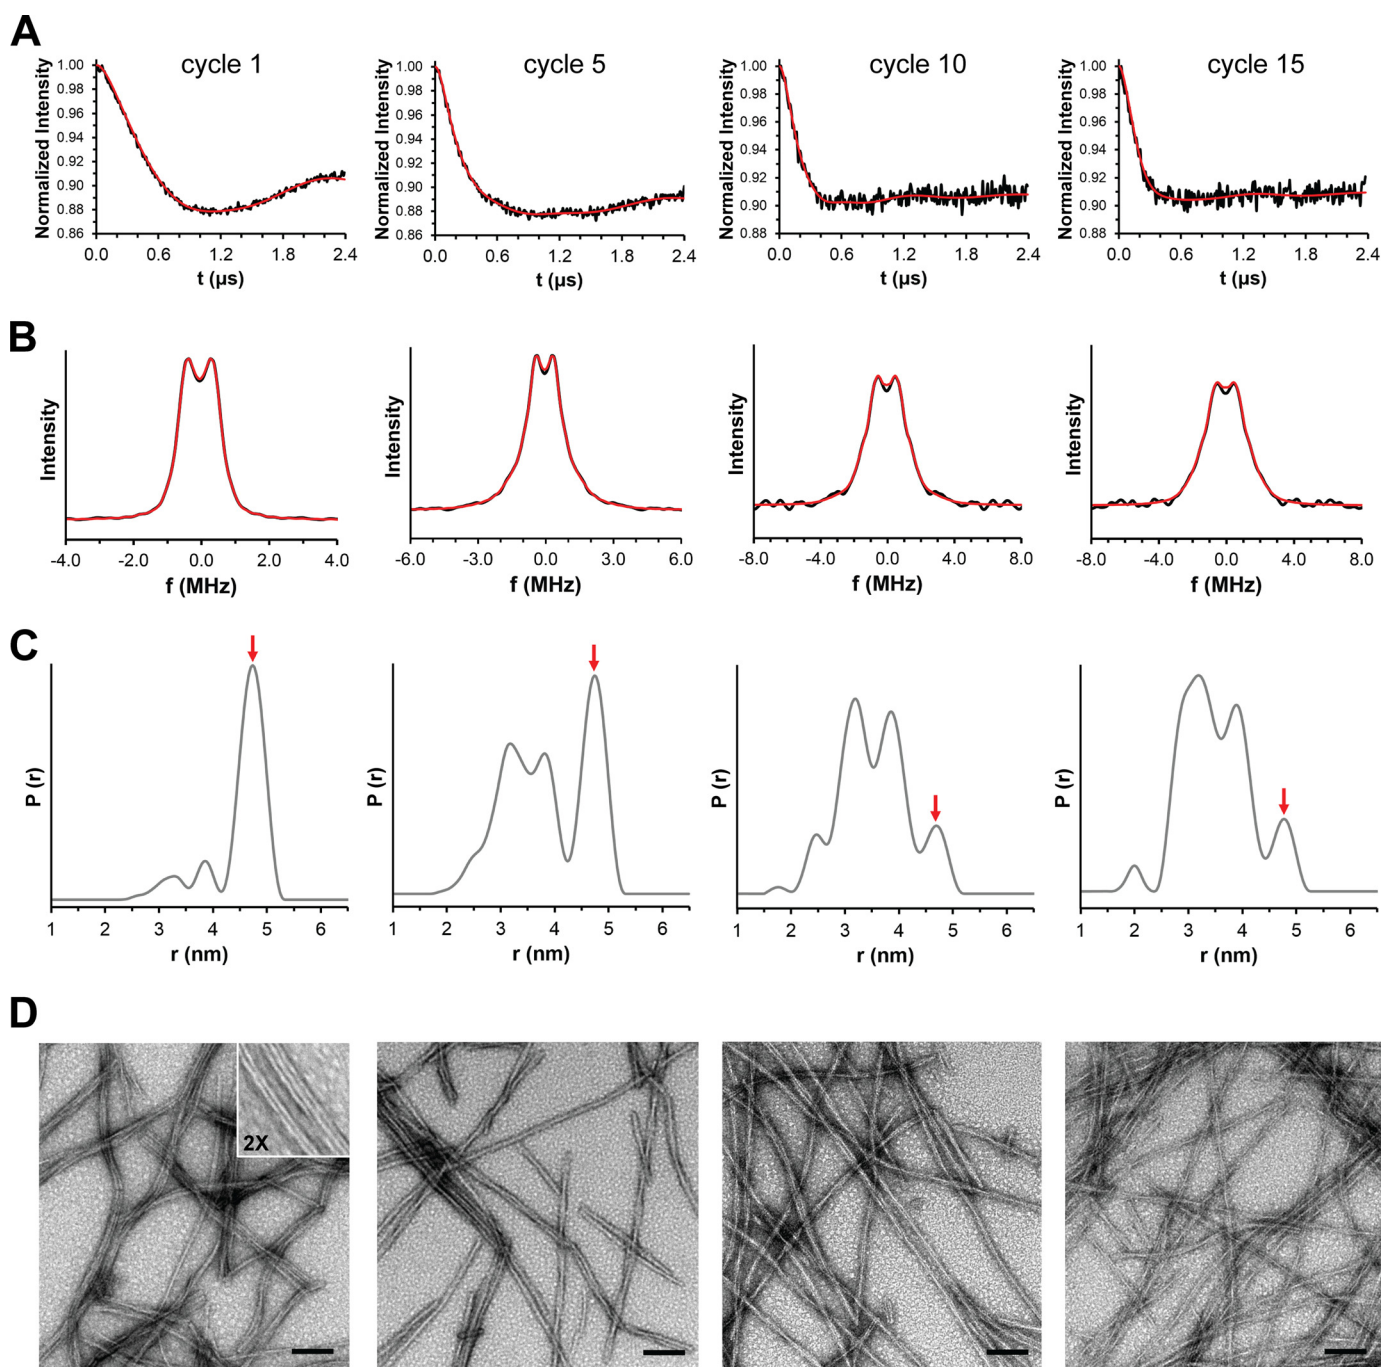 A
cycle 1
cycle 5
cycle 10
cycle 15
Normalized Intensity
1.00
0.98
0.96
0.94
0.92
0.90
0.88
0.86
0.0 0.6 1.2 1.8 2.4
t (µs)
Normalized Intensity
1.00
0.98
0.96
0.94
0.92
0.90
0.88
0.86
0.0 0.6 1.2 1.8 2.4
t (µs)
Normalized Intensity
1.00
0.98
0.96
0.94
0.92
0.90
0.88
0.0 0.6 1.2 1.8 2.4
t (µs)
Normalized Intensity
1.00
0.98
0.96
0.94
0.92
0.90
0.88
0.0 0.6 1.2 1.8 2.4
t (µs)
B
Intensity
-4.0 -2.0 0.0 2.0 4.0
f (MHz)
Intensity
-6.0 -3.0 0.0 3.0 6.0
f (MHz)
Intensity
-8.0 -4.0 0.0 4.0 8.0
f (MHz)
Intensity
-8.0 -4.0 0.0 4.0 8.0
f (MHz)
C
P (r)
1 2 3 4 5 6
r (nm)
P (r)
1 2 3 4 5 6
r (nm)
P (r)
1 2 3 4 5 6
r (nm)
P (r)
1 2 3 4 5 6
r (nm)
D
2X